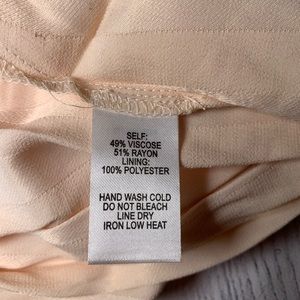 SELF:
49% VISCOSE
51% RAYON
LINING:
100% POLYESTER
HAND WASH COLD
DO NOT BLEACH
LINE DRY
IRON LOW HEAT